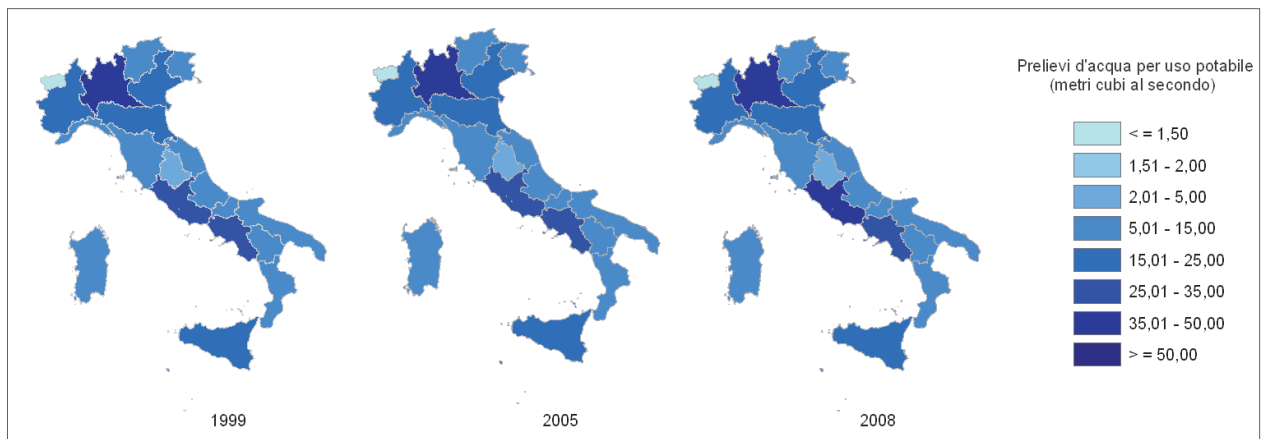 Prelievi d'acqua per uso potabile
(metri cubi al secondo)
< = 1,50
1,51 - 2,00
2,01 - 5,00
5,01 - 15,00
15,01 - 25,00
25,01 - 35,00
35,01 - 50,00
> = 50,00
1999
2005
2008